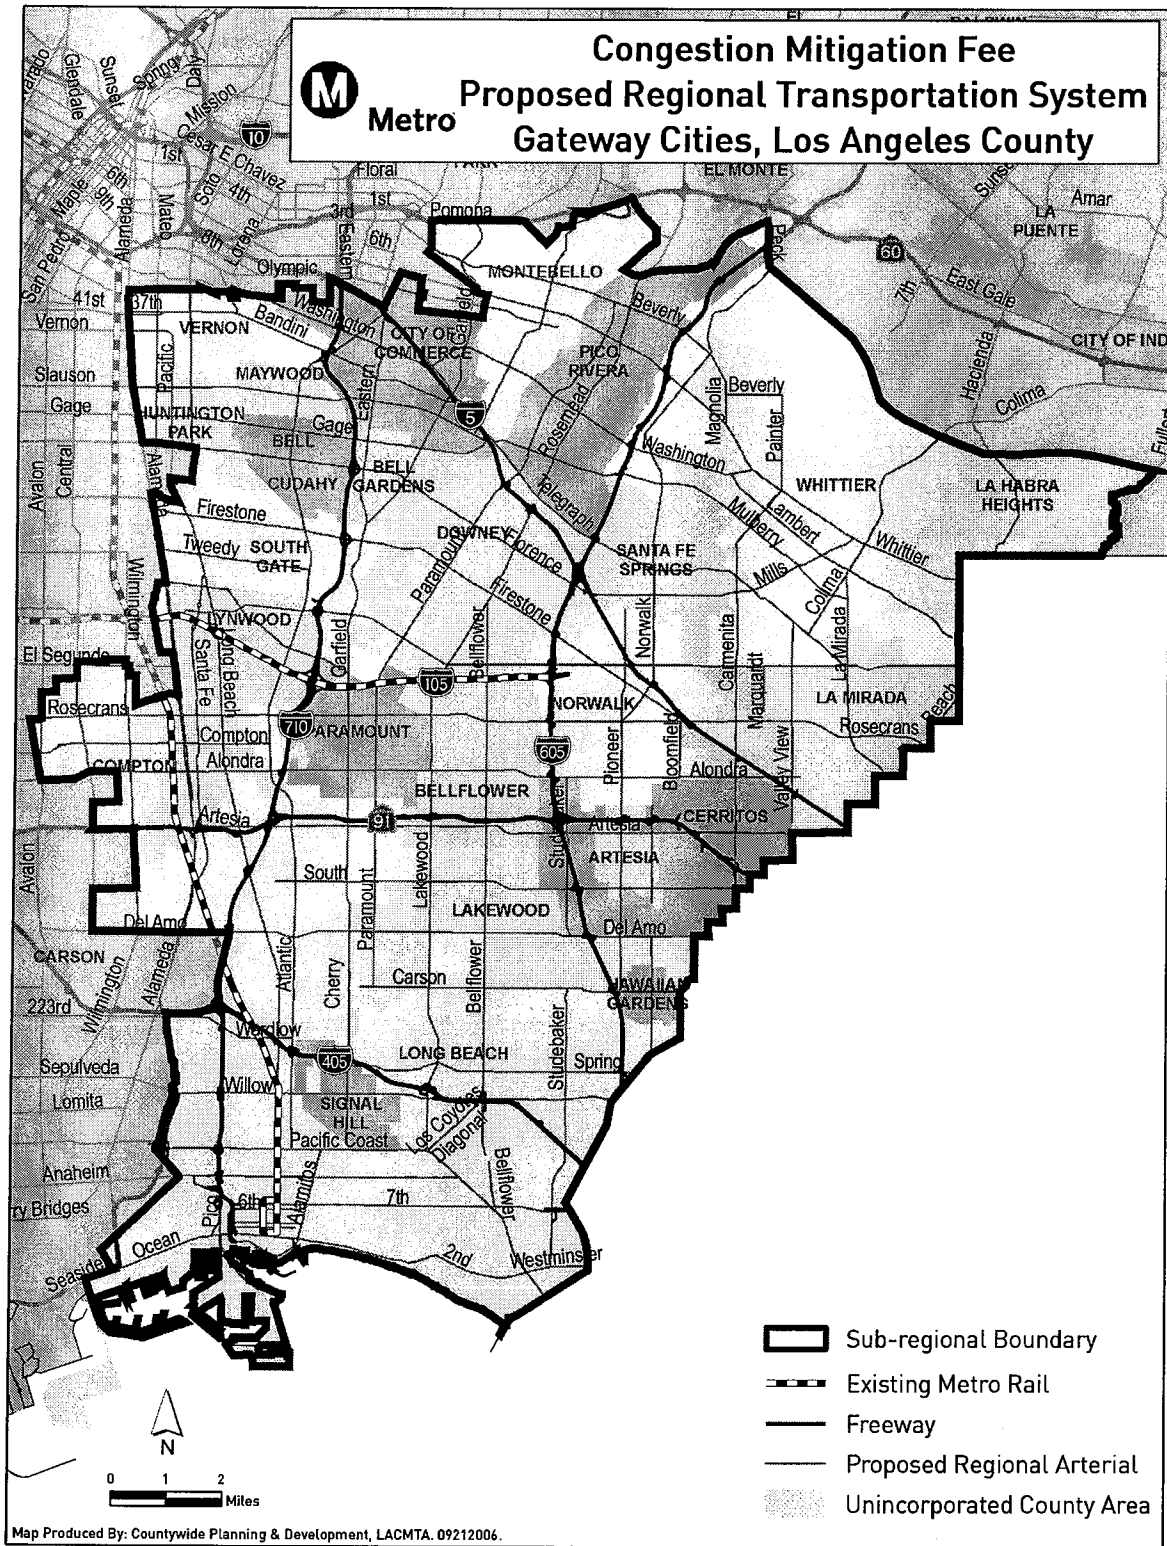 Congestion Mitigation Fee
Proposed Regional Transportation System
Gateway Cities, Los Angeles County
M
Metro
Glendale
Sunset
Spring
Daly
Mission
Cesar E Chavez
10
1st
6th
9th
Maple
Soto
4th
Lorena
8th
Alameda
Mateo
San Pedro
Floral
1st
3rd
Eastern
6th
Pomona
EL MONTE
Peck
60
7th
Amar
LA
PUENTE
East Gale
CITY OF IND
Hacienda
Colima
Olympic
41st
37th
Vernon
VERNON
Bandini
Washington
CITY OF
COMMERCE
Garfield
MONTEBELLO
Beverly
PICO
RIVERA
Slauson
Pacific
MAYWOOD
Eastern
5
Rosemead
Magnolia
Beverly
Painter
Gage
HUNTINGTON
PARK
Gage
BELL
Washington
Avalon
Central
Alameda
CUDAHY
BELL
GARDENS
Telegraph
WHITTIER
LA HABRA
HEIGHTS
Firestone
Tweedy
SOUTH
GATE
DOWNEY
Florence
Paramount
Firestone
SANTA FE
SPRINGS
Mulberry
Lambert
Whittier
Mills
Colima
Wilmington
LYNWOOD
Garfield
Bellflower
Norwalk
Carmenita
Marquardt
La Mirada
El Segundo
Santa Fe
Long Beach
105
Rosecrans
710
PARAMOUNT
NORWALK
605
LA MIRADA
Rosecrans
Beach
Compton
COMPTON
Alondra
Pioneer
Bloomfield
Alondra
Valley View
BELLFLOWER
Artesia
91
CERRITOS
Artesia
Studebaker
ARTESIA
Avalon
South
Paramount
Lakewood
LAKEWOOD
Del Amo
Del Amo
CARSON
Wilmington
Alameda
Atlantic
Cherry
Carson
Bellflower
HAWAIIAN
GARDENS
223rd
Wardlow
405
LONG BEACH
Studebaker
Spring
Sepulveda
Willow
Lomita
SIGNAL
HILL
Pacific Coast
Los Coyotes
Diagonal
Anaheim
Alamitos
Bellflower
ry Bridges
Pico
6th
7th
Ocean
2nd
Westminster
Seaside
Sub-regional Boundary
Existing Metro Rail
Freeway
Proposed Regional Arterial
Unincorporated County Area
N
0 1 2
Miles
Map Produced By: Countywide Planning & Development, LACMTA. 09212006.